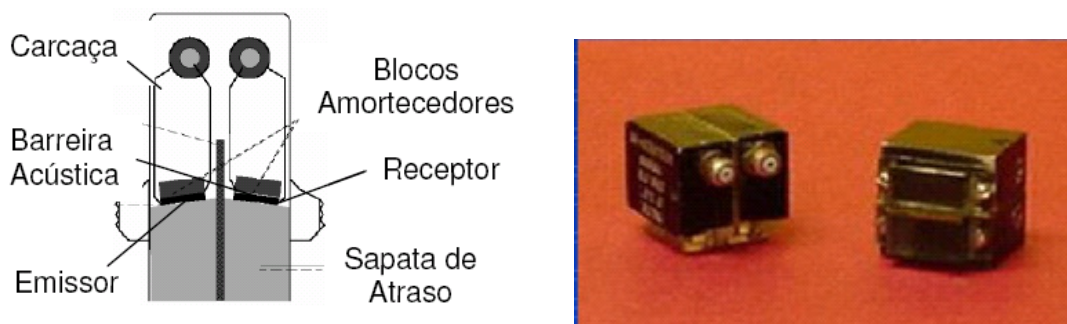 Carcaça
Blocos
Amortecedores
Barreira
Acústica
Receptor
Emissor
Sapata de
Atraso